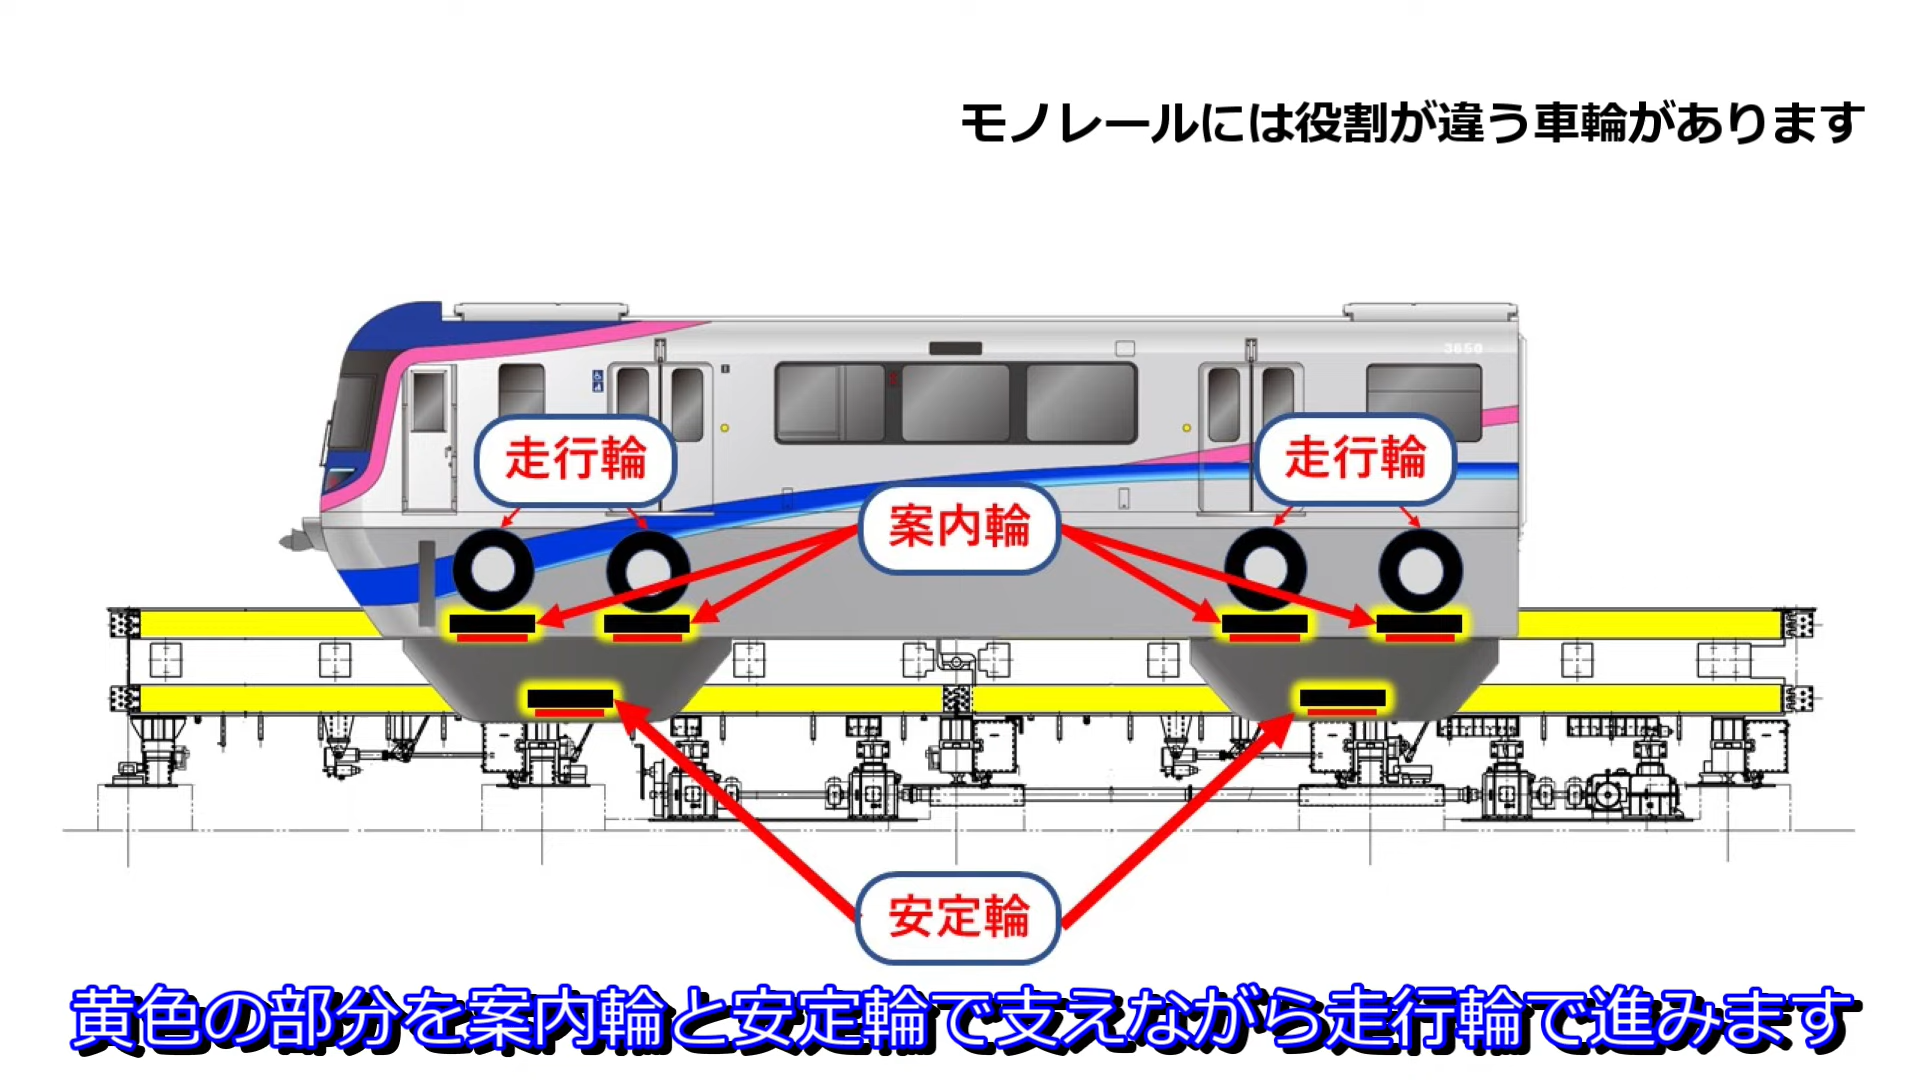 モノレールには役割が違う車輪があります
3650
走行輪
走行輪
案内輪
安定輪
黄色の部分を案内輪と安定輪で支えながら走行輪で進みます